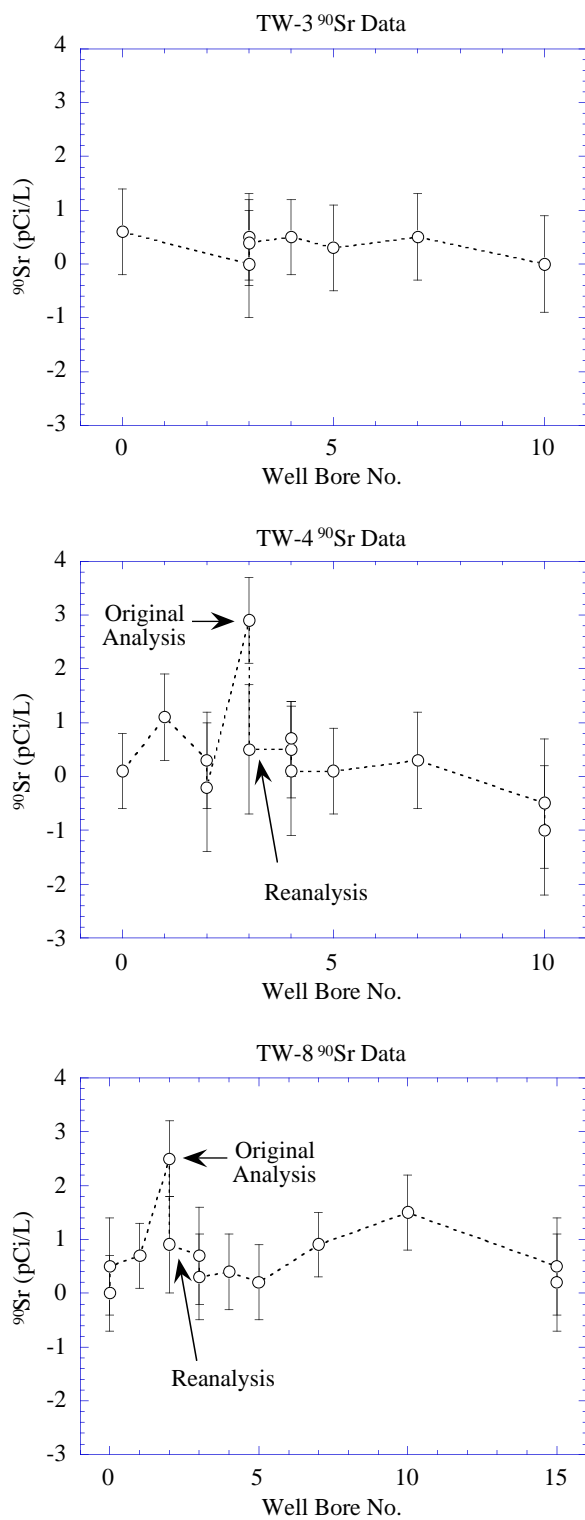 TW-3 ⁹⁰Sr Data
4
3
2
1
0
-1
-2
-3
⁹⁰Sr (pCi/L)
0 5 10
Well Bore No.
TW-4 ⁹⁰Sr Data
4
3
2
1
0
-1
-2
-3
⁹⁰Sr (pCi/L)
Original
Analysis
Reanalysis
0 5 10
Well Bore No.
TW-8 ⁹⁰Sr Data
4
3
2
1
0
-1
-2
-3
⁹⁰Sr (pCi/L)
Original
Analysis
Reanalysis
0 5 10 15
Well Bore No.